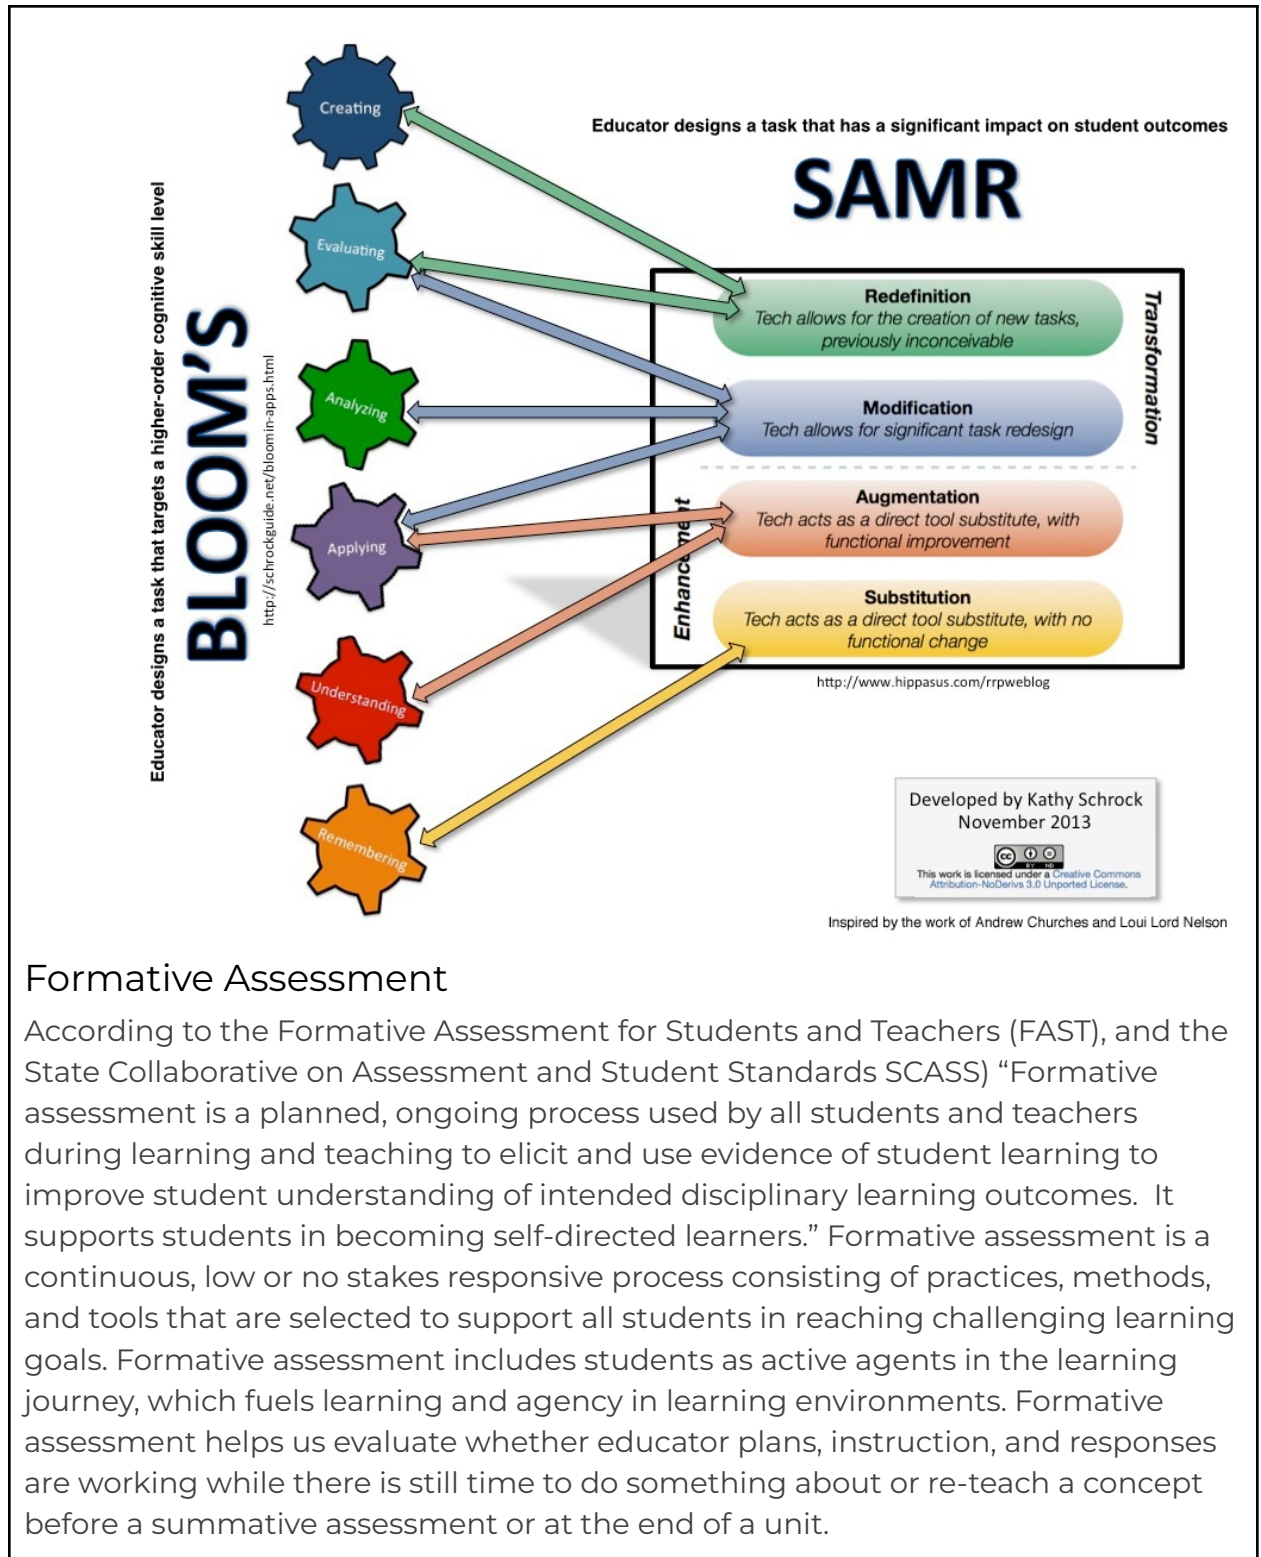 Creating
Educator designs a task that has a significant impact on student outcomes
SAMR
Educator designs a task that targets a higher-order cognitive skill level
BLOOM'S
http://schrockguide.net/bloomin-apps.html
Evaluating
Analyzing
Applying
Understanding
Remembering
Redefinition
Tech allows for the creation of new tasks,
previously inconceivable
Modification
Tech allows for significant task redesign
Transformation
Augmentation
Tech acts as a direct tool substitute, with
functional improvement
Substitution
Tech acts as a direct tool substitute, with no
functional change
Enhancement
http://www.hippasus.com/rrpweblog
Developed by Kathy Schrock
November 2013
cc
BY ND
This work is licensed under a Creative Commons
Attribution-NoDerivs 3.0 Unported License.
Inspired by the work of Andrew Churches and Loui Lord Nelson
Formative Assessment
According to the Formative Assessment for Students and Teachers (FAST), and the
State Collaborative on Assessment and Student Standards SCASS) “Formative
assessment is a planned, ongoing process used by all students and teachers
during learning and teaching to elicit and use evidence of student learning to
improve student understanding of intended disciplinary learning outcomes.  It
supports students in becoming self-directed learners.” Formative assessment is a
continuous, low or no stakes responsive process consisting of practices, methods,
and tools that are selected to support all students in reaching challenging learning
goals. Formative assessment includes students as active agents in the learning
journey, which fuels learning and agency in learning environments. Formative
assessment helps us evaluate whether educator plans, instruction, and responses
are working while there is still time to do something about or re-teach a concept
before a summative assessment or at the end of a unit.